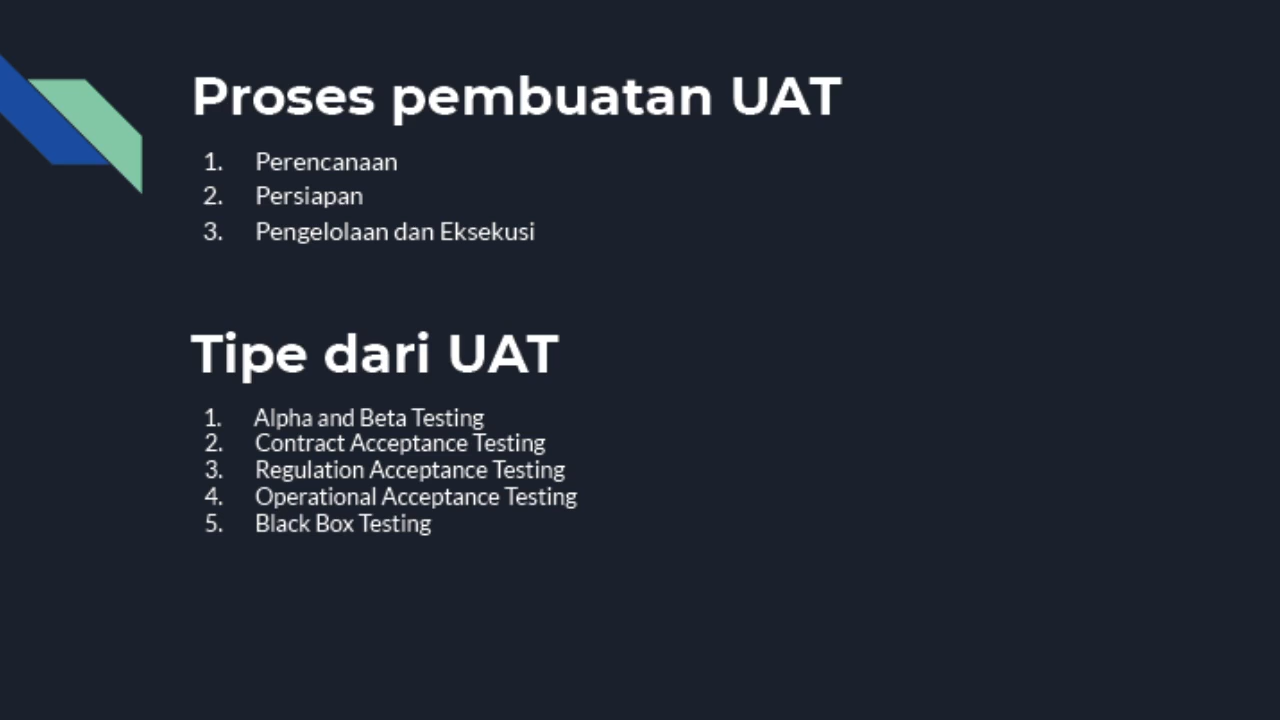 Proses pembuatan UAT
1. Perencanaan
2. Persiapan
3. Pengelolaan dan Eksekusi
Tipe dari UAT
1. Alpha and Beta Testing
2. Contract Acceptance Testing
3. Regulation Acceptance Testing
4. Operational Acceptance Testing
5. Black Box Testing